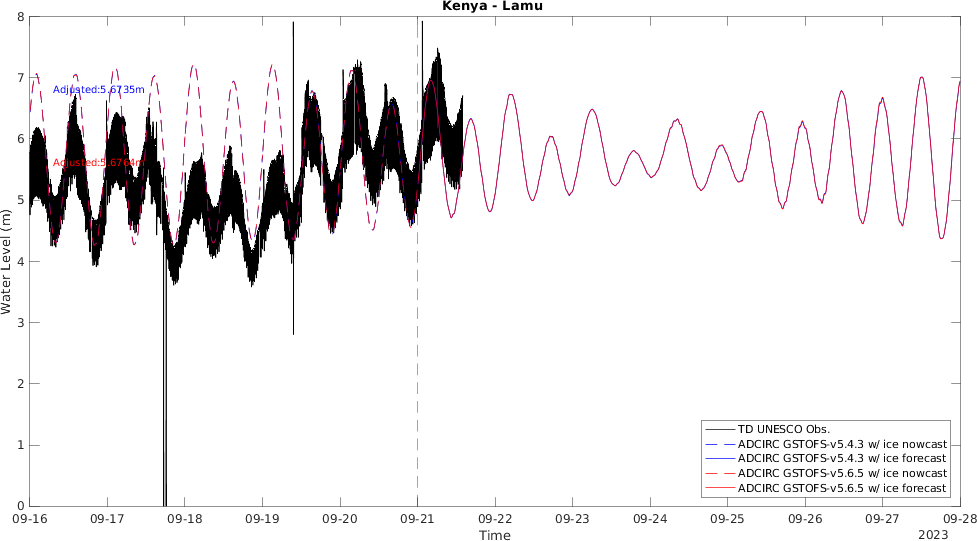 Kenya - Lamu
8
7
6
5
4
3
2
1
0
Water Level (m)
Adjusted:5.6735m
Adjusted:5.6764m
TD UNESCO Obs.
ADCIRC GSTOFS-v5.4.3 w/ ice nowcast
ADCIRC GSTOFS-v5.4.3 w/ ice forecast
ADCIRC GSTOFS-v5.6.5 w/ ice nowcast
ADCIRC GSTOFS-v5.6.5 w/ ice forecast
09-16 09-17 09-18 09-19 09-20 09-21 09-22 09-23 09-24 09-25 09-26 09-27 09-28
Time
2023